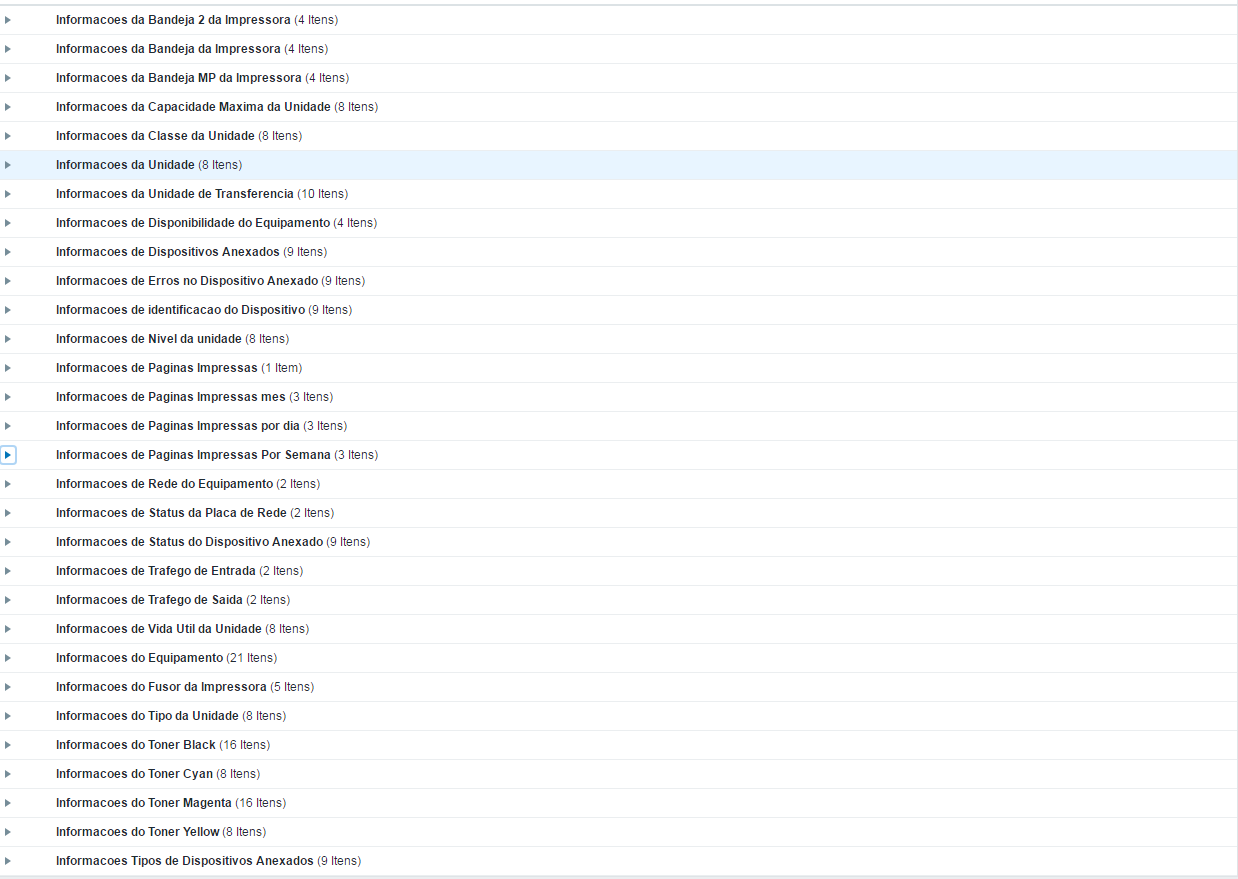 Informacoes da Bandeja 2 da Impressora (4 Itens)
Informacoes da Bandeja da Impressora (4 Itens)
Informacoes da Bandeja MP da Impressora (4 Itens)
Informacoes da Capacidade Maxima da Unidade (8 Itens)
Informacoes da Classe da Unidade (8 Itens)
Informacoes da Unidade (8 Itens)
Informacoes da Unidade de Transferencia (10 Itens)
Informacoes de Disponibilidade do Equipamento (4 Itens)
Informacoes de Dispositivos Anexados (9 Itens)
Informacoes de Erros no Dispositivo Anexado (9 Itens)
Informacoes de identificacao do Dispositivo (9 Itens)
Informacoes de Nivel da unidade (8 Itens)
Informacoes de Paginas Impressas (1 Item)
Informacoes de Paginas Impressas mes (3 Itens)
Informacoes de Paginas Impressas por dia (3 Itens)
Informacoes de Paginas Impressas Por Semana (3 Itens)
Informacoes de Rede do Equipamento (2 Itens)
Informacoes de Status da Placa de Rede (2 Itens)
Informacoes de Status do Dispositivo Anexado (9 Itens)
Informacoes de Trafego de Entrada (2 Itens)
Informacoes de Trafego de Saida (2 Itens)
Informacoes de Vida Util da Unidade (8 Itens)
Informacoes do Equipamento (21 Itens)
Informacoes do Fusor da Impressora (5 Itens)
Informacoes do Tipo da Unidade (8 Itens)
Informacoes do Toner Black (16 Itens)
Informacoes do Toner Cyan (8 Itens)
Informacoes do Toner Magenta (16 Itens)
Informacoes do Toner Yellow (8 Itens)
Informacoes Tipos de Dispositivos Anexados (9 Itens)